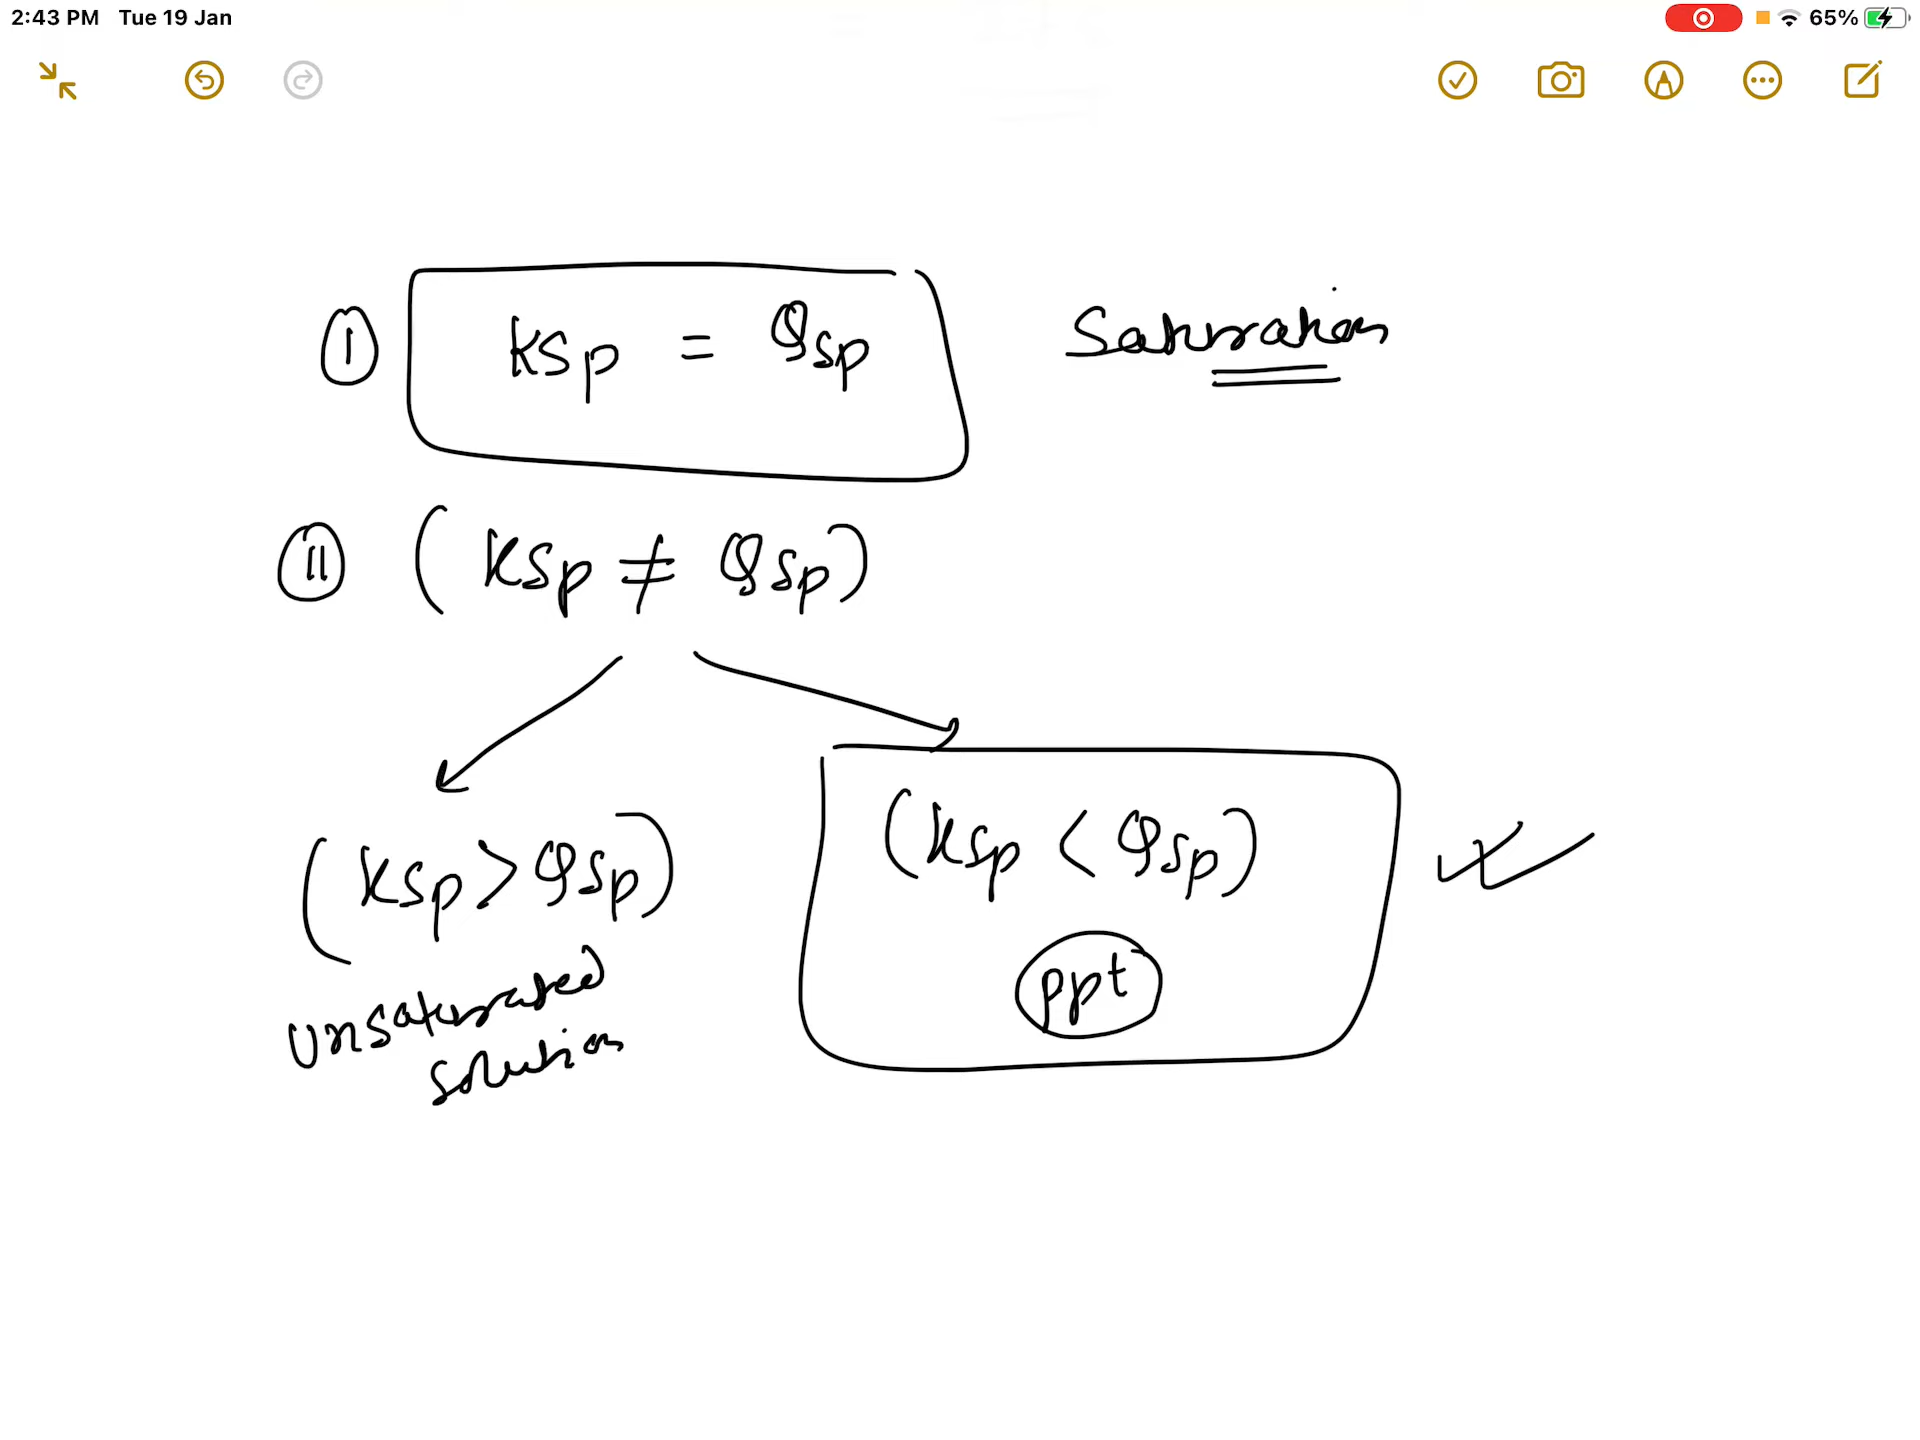 2:43 PM Tue 19 Jan 65%
I Ksp = Qsp Saturation
II (Ksp ≠ Qsp)
(Ksp > Qsp) (Ksp < Qsp)
ppt
Unsaturated
solution